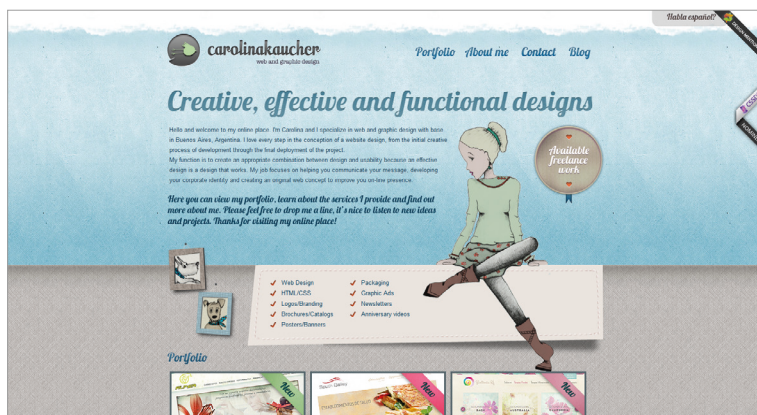 Habla español?
carolinakaucher
web and graphic design
Portfolio About me Contact Blog
Creative, effective and functional designs
Hello and welcome to my online place. I'm Carolina and I specialize in web and graphic design with base
in Buenos Aires, Argentina. I love every step in the conception of a website design, from the initial creative
process of development through the final deployment of the project.
My function is to create an appropriate combination between design and usability because an effective
design is a design that works. My job focuses on helping you communicate your message, developing
your corporate identity and creating an original web concept to improve you on-line presence.
Available
freelance
work
Here you can view my portfolio, learn about the services I provide and find out
more about me. Please feel free to drop me a line, it's nice to listen to new ideas
and projects. Thanks for visiting my online place!
Web Design
HTML/CSS
Logos/Branding
Brochures/Catalogs
Posters/Banners
Packaging
Graphic Ads
Newsletters
Anniversary videos
Portfolio
New
New
New